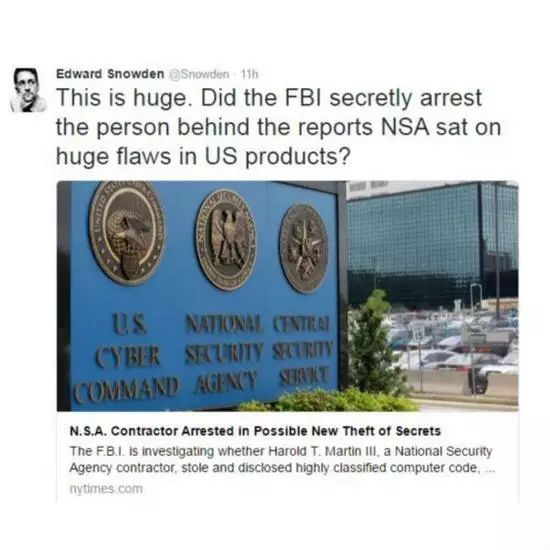 Edward Snowden @Snowden · 11h
This is huge. Did the FBI secretly arrest
the person behind the reports NSA sat on
huge flaws in US products?
U.S. NATIONAL CENTRAL
CYBER SECURITY SECURITY
COMMAND AGENCY SERVICE
N.S.A. Contractor Arrested in Possible New Theft of Secrets
The F.B.I. is investigating whether Harold T. Martin III, a National Security
Agency contractor, stole and disclosed highly classified computer code, ...
nytimes.com